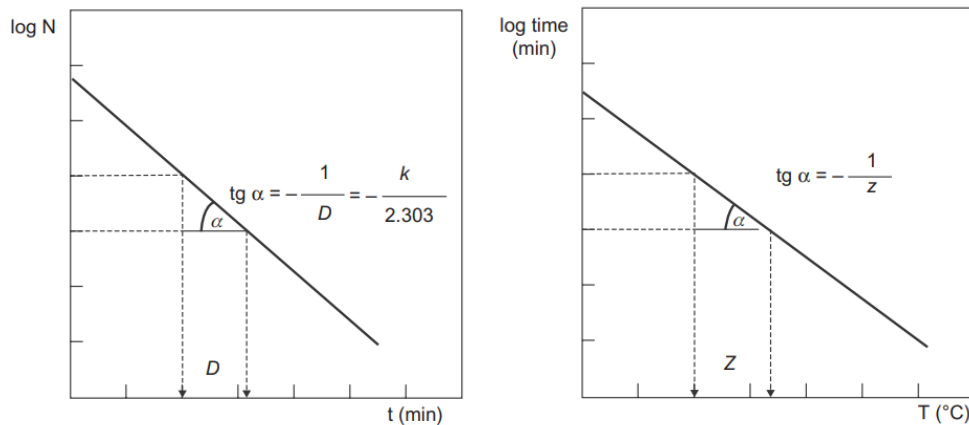 log N
tg α = – 1/D = – k/2.303
α
D
t (min)
log time
(min)
tg α = – 1/z
α
Z
T (°C)